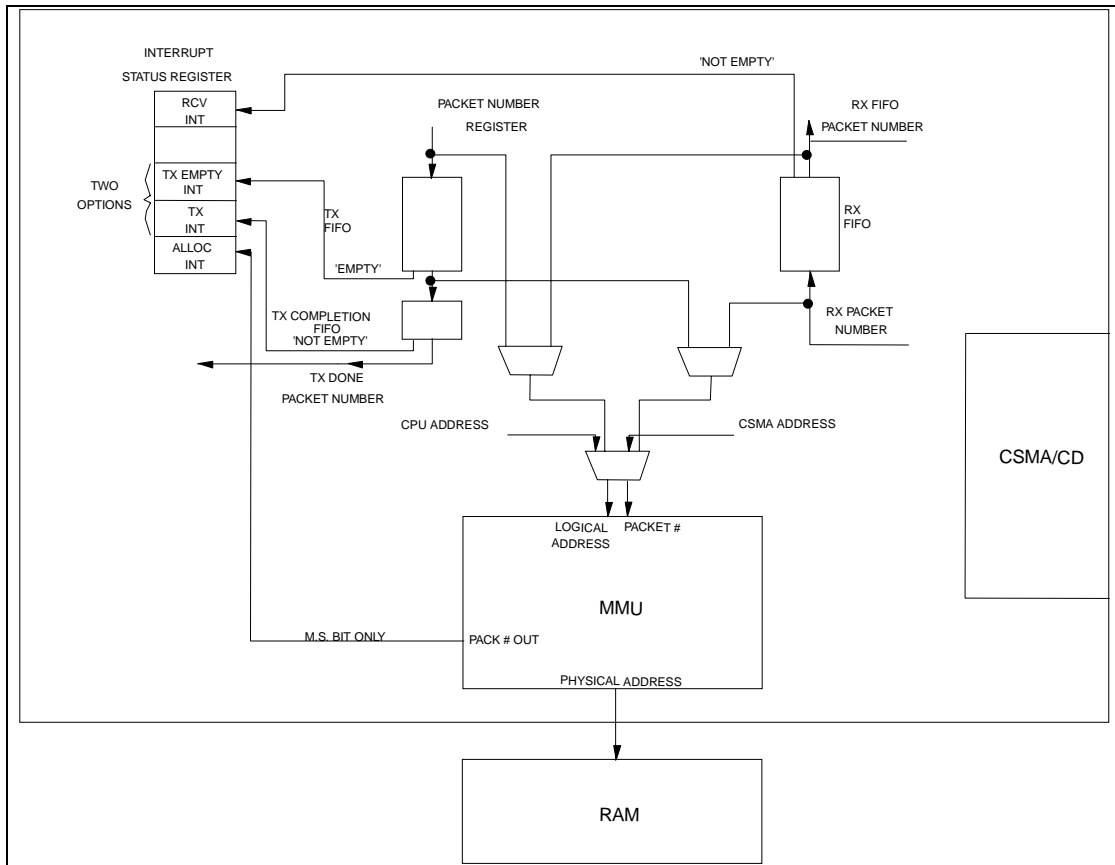 INTERRUPT
STATUS REGISTER
RCV
INT
TX EMPTY
INT
TX
INT
ALLOC
INT
TWO
OPTIONS
'NOT EMPTY'
PACKET NUMBER
REGISTER
RX FIFO
PACKET NUMBER
TX
FIFO
RX
FIFO
'EMPTY'
TX COMPLETION
FIFO
'NOT EMPTY'
RX PACKET
NUMBER
TX DONE
PACKET NUMBER
CPU ADDRESS
CSMA ADDRESS
CSMA/CD
LOGICAL
ADDRESS
PACKET #
MMU
M.S. BIT ONLY
PACK # OUT
PHYSICAL ADDRESS
RAM